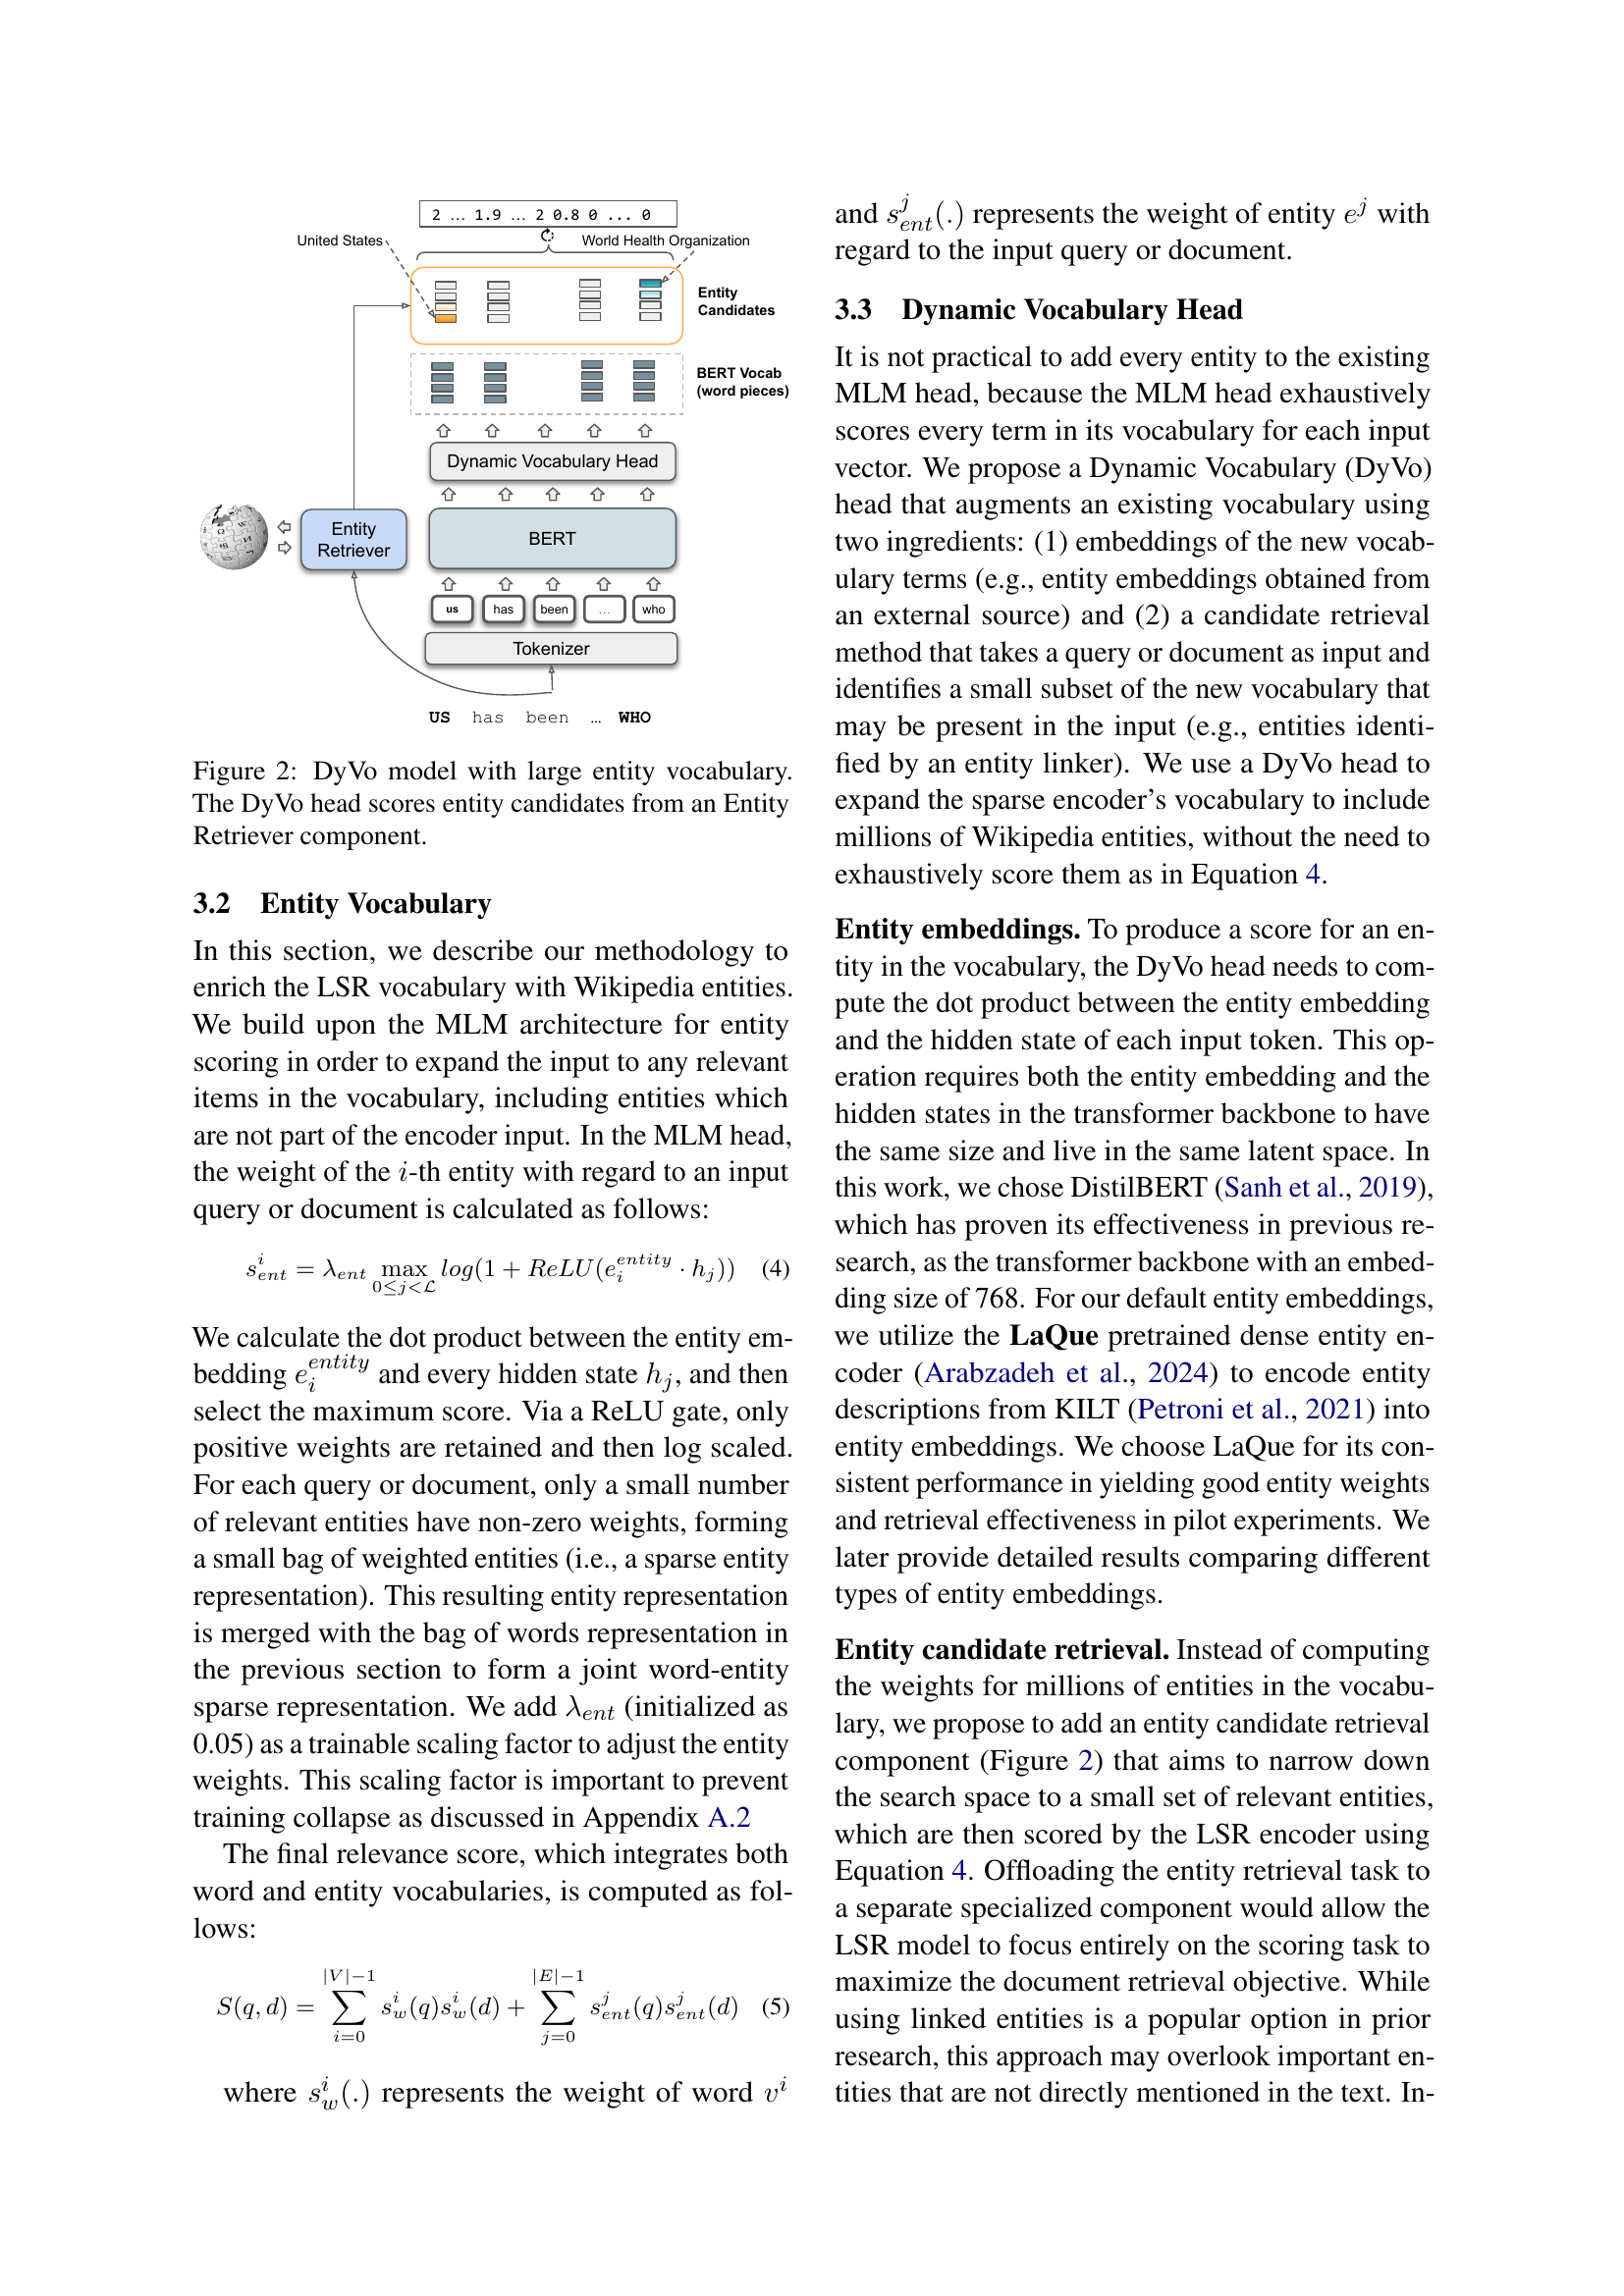 2 ... 1.9 ... 2 0.8 0 ... 0
United States
World Health Organization
Entity
Candidates
BERT Vocab
(word pieces)
Dynamic Vocabulary Head
Entity
Retriever
BERT
us has been ... who
Tokenizer
US has been ... WHO
Figure 2: DyVo model with large entity vocabulary.
The DyVo head scores entity candidates from an Entity
Retriever component.
3.2 Entity Vocabulary
In this section, we describe our methodology to
enrich the LSR vocabulary with Wikipedia entities.
We build upon the MLM architecture for entity
scoring in order to expand the input to any relevant
items in the vocabulary, including entities which
are not part of the encoder input. In the MLM head,
the weight of the i-th entity with regard to an input
query or document is calculated as follows:
s^i_{ent} = λ_{ent} max_{0≤j<ℒ} log(1 + ReLU(e_i^{entity} · h_j)) (4)
We calculate the dot product between the entity em-
bedding e_i^{entity} and every hidden state h_j, and then
select the maximum score. Via a ReLU gate, only
positive weights are retained and then log scaled.
For each query or document, only a small number
of relevant entities have non-zero weights, forming
a small bag of weighted entities (i.e., a sparse entity
representation). This resulting entity representation
is merged with the bag of words representation in
the previous section to form a joint word-entity
sparse representation. We add λ_{ent} (initialized as
0.05) as a trainable scaling factor to adjust the entity
weights. This scaling factor is important to prevent
training collapse as discussed in Appendix A.2
The final relevance score, which integrates both
word and entity vocabularies, is computed as fol-
lows:
S(q, d) = ∑_{i=0}^{|V|−1} s^i_w(q)s^i_w(d) + ∑_{j=0}^{|E|−1} s^j_{ent}(q)s^j_{ent}(d) (5)
where s^i_w(.) represents the weight of word v^i
and s^j_{ent}(.) represents the weight of entity e^j with
regard to the input query or document.
3.3 Dynamic Vocabulary Head
It is not practical to add every entity to the existing
MLM head, because the MLM head exhaustively
scores every term in its vocabulary for each input
vector. We propose a Dynamic Vocabulary (DyVo)
head that augments an existing vocabulary using
two ingredients: (1) embeddings of the new vocab-
ulary terms (e.g., entity embeddings obtained from
an external source) and (2) a candidate retrieval
method that takes a query or document as input and
identifies a small subset of the new vocabulary that
may be present in the input (e.g., entities identi-
fied by an entity linker). We use a DyVo head to
expand the sparse encoder's vocabulary to include
millions of Wikipedia entities, without the need to
exhaustively score them as in Equation 4.
Entity embeddings. To produce a score for an en-
tity in the vocabulary, the DyVo head needs to com-
pute the dot product between the entity embedding
and the hidden state of each input token. This op-
eration requires both the entity embedding and the
hidden states in the transformer backbone to have
the same size and live in the same latent space. In
this work, we chose DistilBERT (Sanh et al., 2019),
which has proven its effectiveness in previous re-
search, as the transformer backbone with an embed-
ding size of 768. For our default entity embeddings,
we utilize the LaQue pretrained dense entity en-
coder (Arabzadeh et al., 2024) to encode entity
descriptions from KILT (Petroni et al., 2021) into
entity embeddings. We choose LaQue for its con-
sistent performance in yielding good entity weights
and retrieval effectiveness in pilot experiments. We
later provide detailed results comparing different
types of entity embeddings.
Entity candidate retrieval. Instead of computing
the weights for millions of entities in the vocabu-
lary, we propose to add an entity candidate retrieval
component (Figure 2) that aims to narrow down
the search space to a small set of relevant entities,
which are then scored by the LSR encoder using
Equation 4. Offloading the entity retrieval task to
a separate specialized component would allow the
LSR model to focus entirely on the scoring task to
maximize the document retrieval objective. While
using linked entities is a popular option in prior
research, this approach may overlook important en-
tities that are not directly mentioned in the text. In-